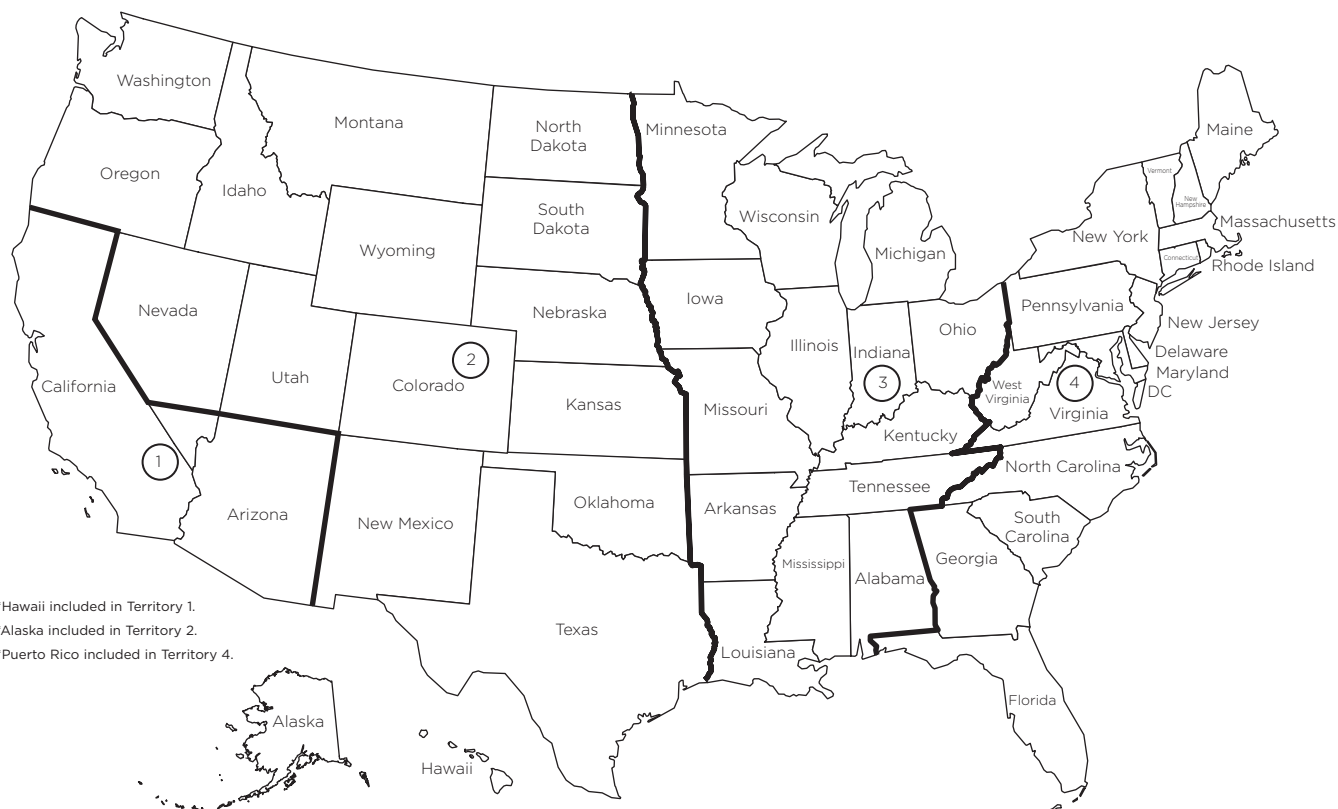 Washington
Montana
North
Dakota
Minnesota
Maine
Oregon
Idaho
Vermont
New
Hampshire
South
Dakota
Wisconsin
Massachusetts
New York
Wyoming
Michigan
Connecticut
Rhode Island
Nevada
Nebraska
Iowa
Pennsylvania
New Jersey
Ohio
Illinois
Indiana
Delaware
2
Utah
Colorado
3
4
Maryland
California
DC
West
Virginia
Kansas
Missouri
Virginia
Kentucky
1
North Carolina
Tennessee
Arizona
New Mexico
Oklahoma
Arkansas
South
Carolina
Mississippi
Alabama
Georgia
*Hawaii included in Territory 1.
*Alaska included in Territory 2.
*Puerto Rico included in Territory 4.
Texas
Louisiana
Florida
Alaska
Hawaii